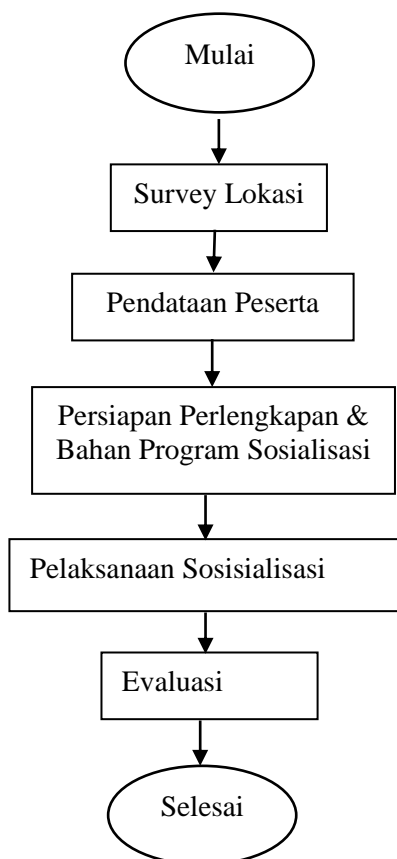 Mulai
Survey Lokasi
Pendataan Peserta
Persiapan Perlengkapan &
Bahan Program Sosialisasi
Pelaksanaan Sosisialisasi
Evaluasi
Selesai